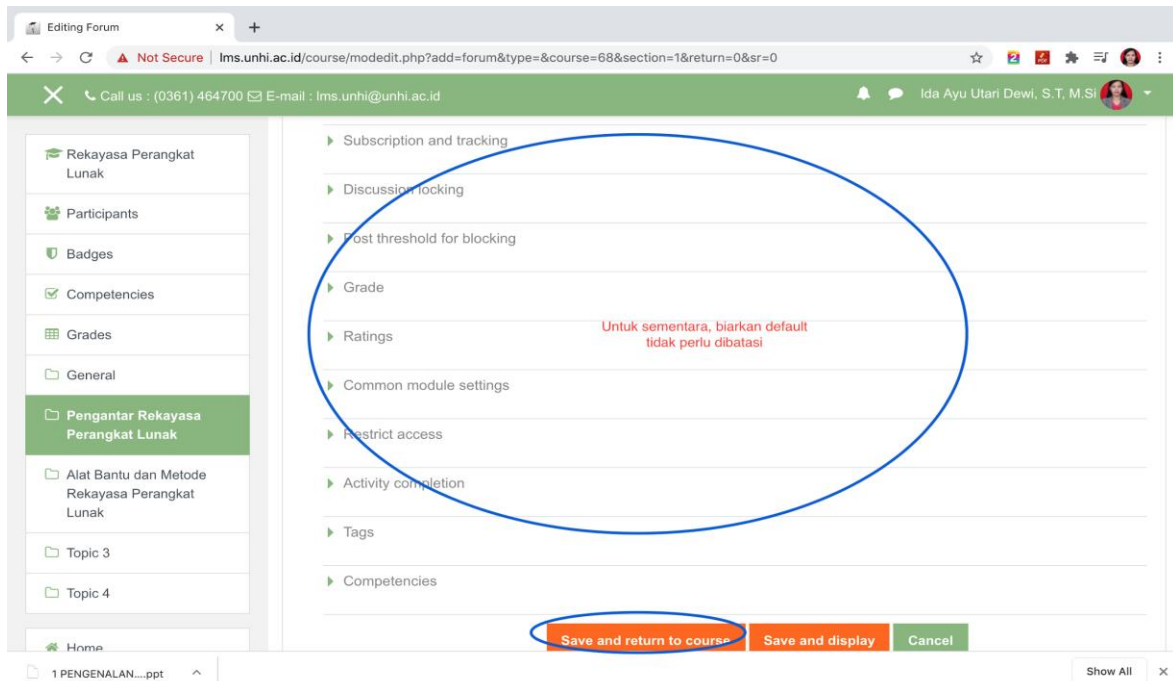 Editing Forum
Not Secure | lms.unhi.ac.id/course/modedit.php?add=forum&type=&course=68&section=1&return=0&sr=0
Call us : (0361) 464700 E-mail : lms.unhi@unhi.ac.id
Ida Ayu Utari Dewi, S.T, M.Si
Rekayasa Perangkat
Lunak
Participants
Badges
Competencies
Grades
General
Pengantar Rekayasa
Perangkat Lunak
Alat Bantu dan Metode
Rekayasa Perangkat
Lunak
Topic 3
Topic 4
Home
Subscription and tracking
Discussion locking
Post threshold for blocking
Grade
Ratings
Untuk sementara, biarkan default
tidak perlu dibatasi
Common module settings
Restrict access
Activity completion
Tags
Competencies
Save and return to course
Save and display
Cancel
1 PENGENALAN....ppt
Show All